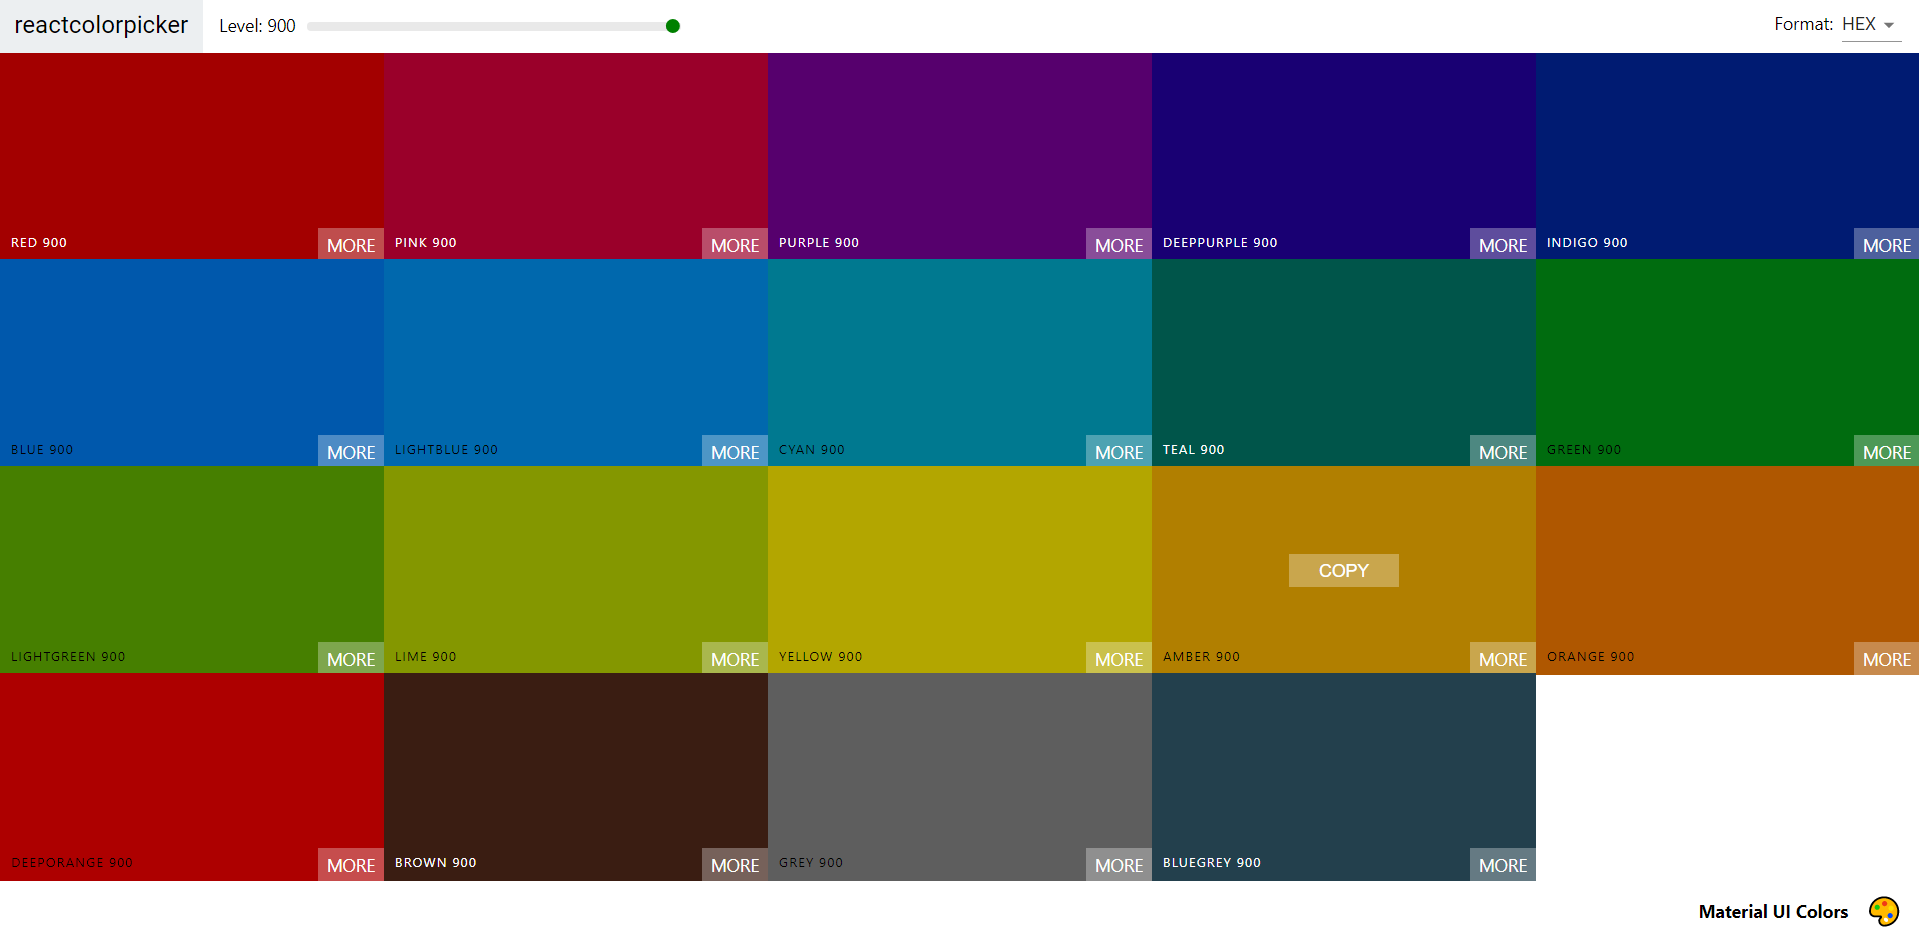 reactcolorpicker Level: 900 Format: HEX
RED 900 MORE PINK 900 MORE PURPLE 900 MORE DEEPPURPLE 900 MORE INDIGO 900 MORE
BLUE 900 MORE LIGHTBLUE 900 MORE CYAN 900 MORE TEAL 900 MORE GREEN 900 MORE
COPY
LIGHTGREEN 900 MORE LIME 900 MORE YELLOW 900 MORE AMBER 900 MORE ORANGE 900 MORE
DEEPORANGE 900 MORE BROWN 900 MORE GREY 900 MORE BLUEGREY 900 MORE
Material UI Colors